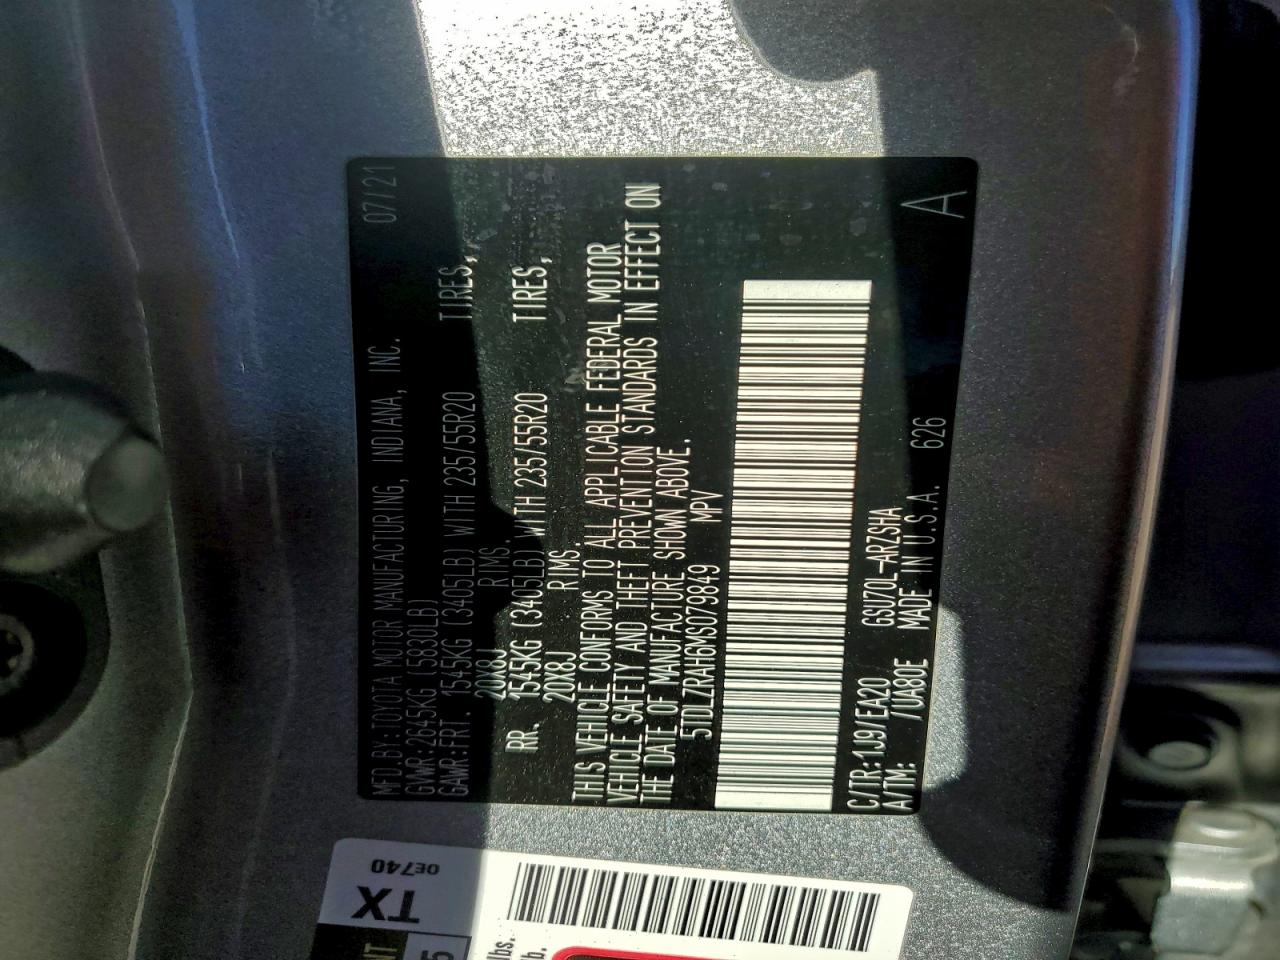 MFD.BY:TOYOTA MOTOR MANUFACTURING, INDIANA, INC. 07/21
GVWR:2645KG(5830LB)
GAWR:FRT. 1545KG (3405LB) WITH 235/55R20 TIRES,
20X8J RIMS.
RR. 1545KG (3405LB) WITH 235/55R20 TIRES,
20X8J RIMS.
THIS VEHICLE CONFORMS TO ALL APPLICABLE FEDERAL MOTOR
VEHICLE SAFETY AND THEFT PREVENTION STANDARDS IN EFFECT ON
THE DATE OF MANUFACTURE SHOWN ABOVE.
5TDLZRAH6MS079849 MPV
C/TR:1J91EA20 GSU70L-ARZSHA
A/TM: /UA80E MADE IN U.S.A. 626 A
TX
0E740
lbs.